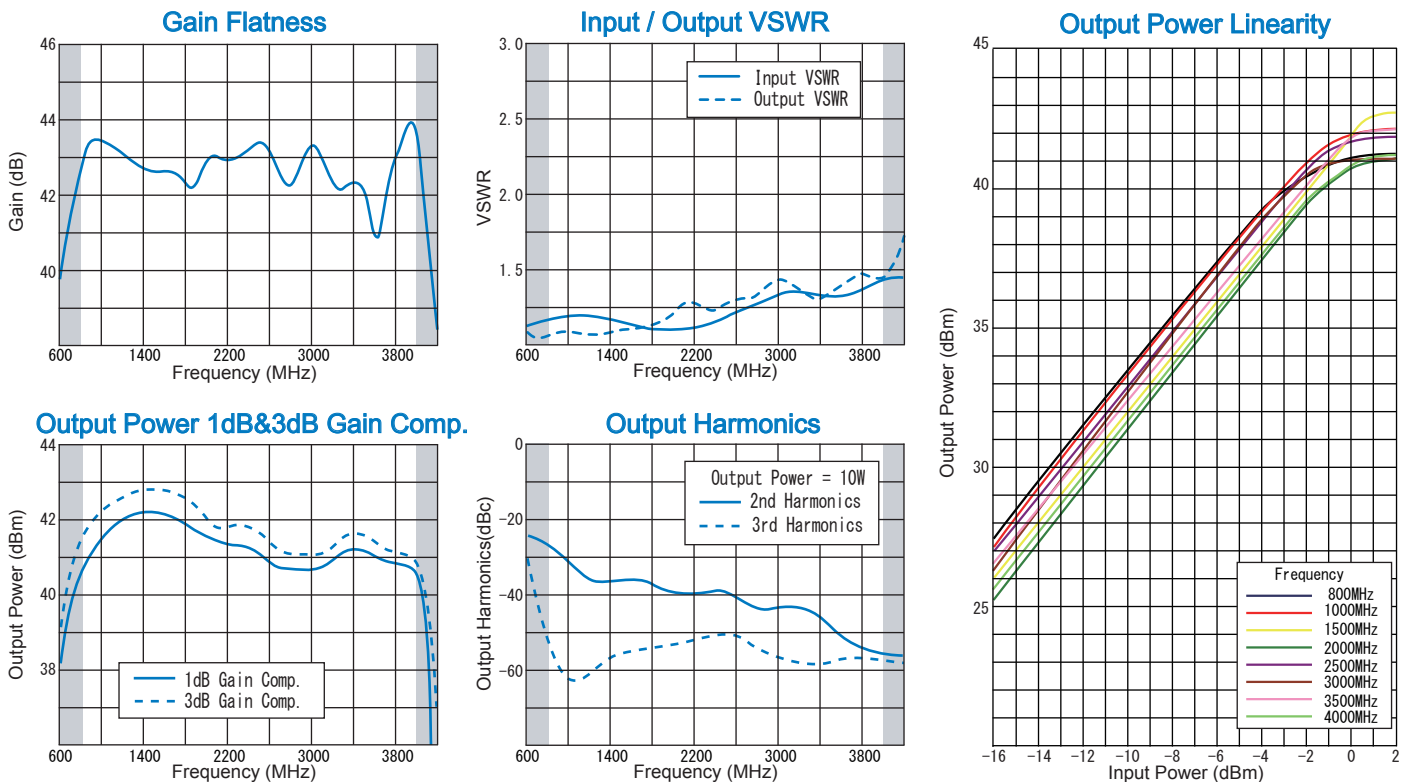 Gain Flatness
46
44
42
40
Gain (dB)
600 1400 2200 3000 3800
Frequency (MHz)
Input / Output VSWR
3.0
2.5
2.0
1.5
VSWR
Input VSWR
Output VSWR
600 1400 2200 3000 3800
Frequency (MHz)
Output Power 1dB&3dB Gain Comp.
44
42
40
38
Output Power (dBm)
1dB Gain Comp.
3dB Gain Comp.
600 1400 2200 3000 3800
Frequency (MHz)
Output Harmonics
0
-20
-40
-60
Output Harmonics(dBc)
Output Power = 10W
2nd Harmonics
3rd Harmonics
600 1400 2200 3000 3800
Frequency (MHz)
Output Power Linearity
45
40
35
30
25
20
Output Power (dBm)
Frequency
800MHz
1000MHz
1500MHz
2000MHz
2500MHz
3000MHz
3500MHz
4000MHz
-16 -14 -12 -10 -8 -6 -4 -2 0 2
Input Power (dBm)